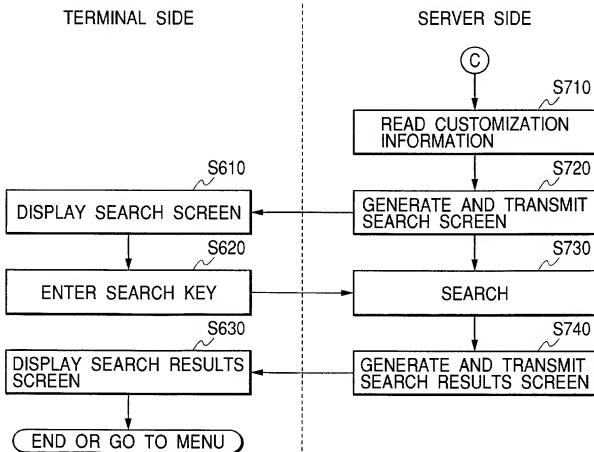 TERMINAL SIDE
SERVER SIDE
C
S710
READ CUSTOMIZATION
INFORMATION
S610
DISPLAY SEARCH SCREEN
S720
GENERATE AND TRANSMIT
SEARCH SCREEN
S620
ENTER SEARCH KEY
S730
SEARCH
S630
DISPLAY SEARCH RESULTS
SCREEN
S740
GENERATE AND TRANSMIT
SEARCH RESULTS SCREEN
END OR GO TO MENU